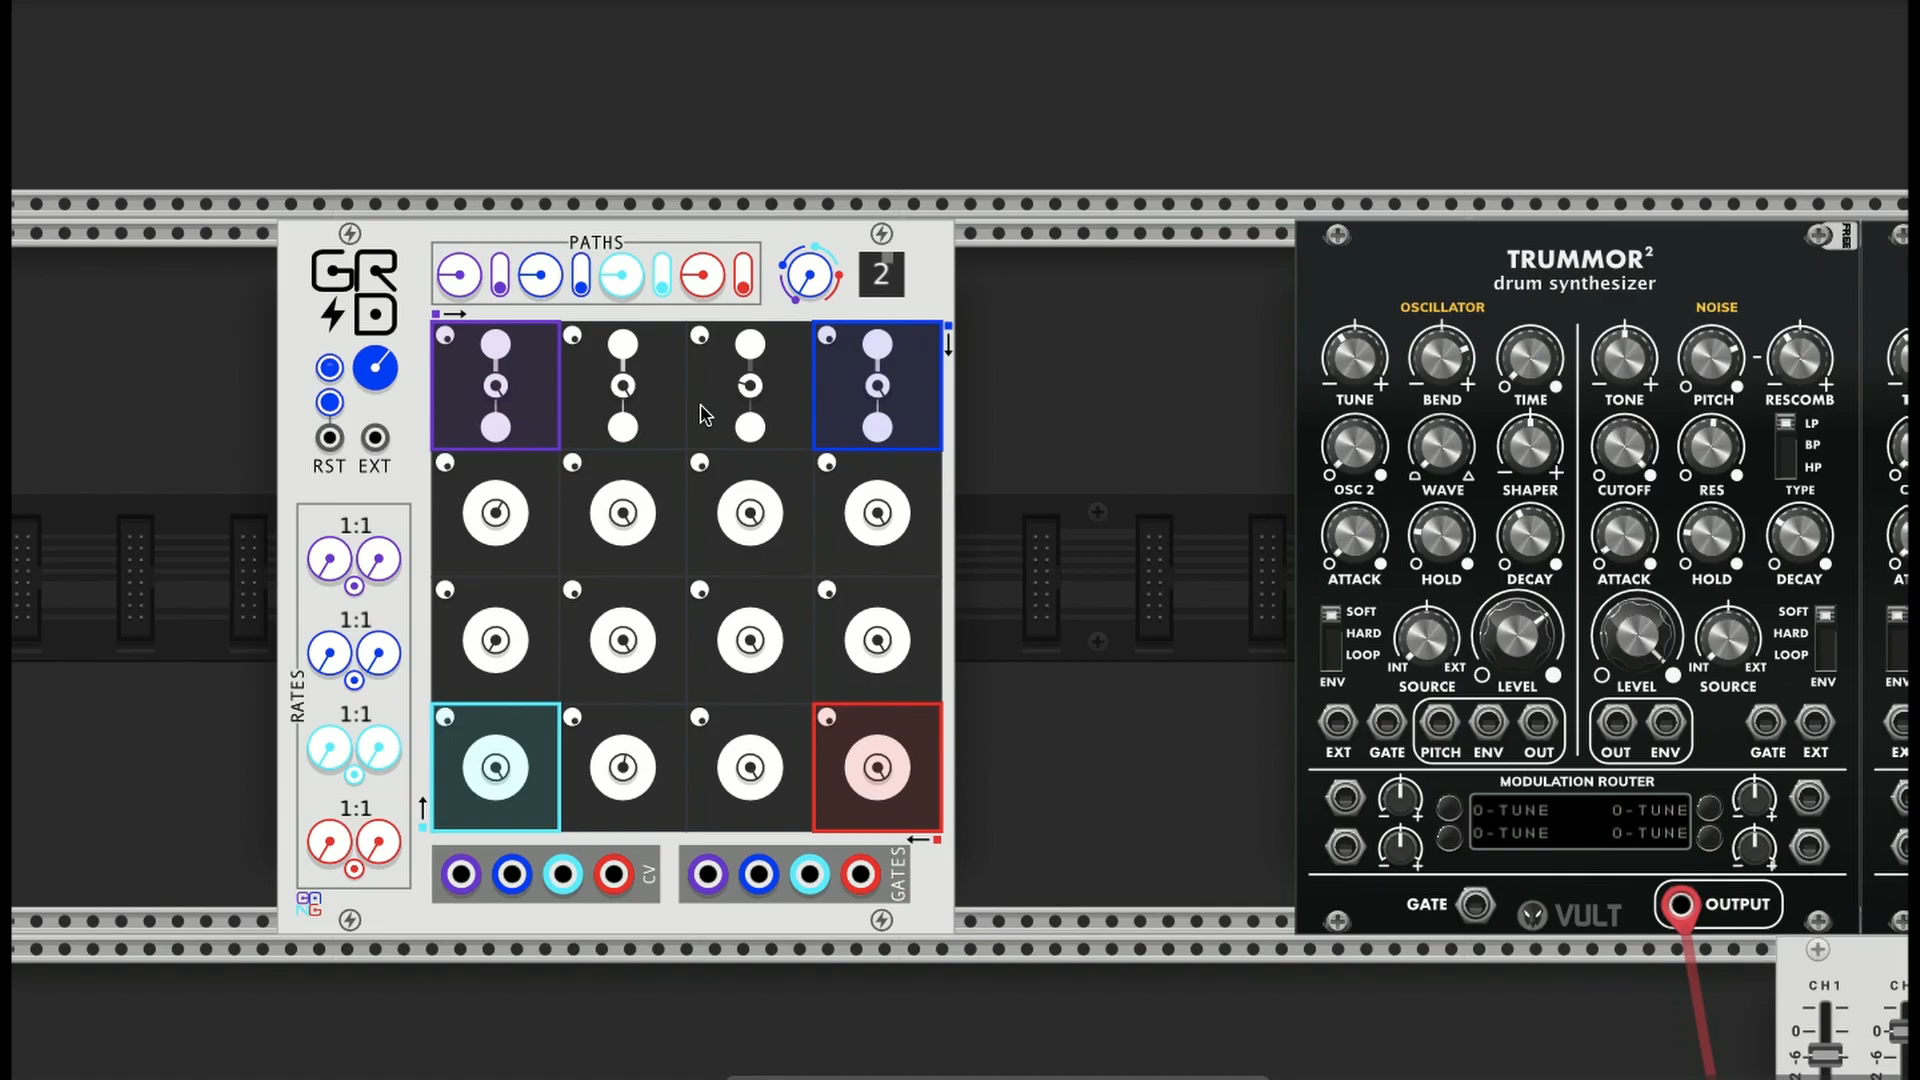 PATHS
GRD
2
RST EXT
RATES
1:1
1:1
1:1
1:1
CV
GATES
FREE
TRUMMOR²
drum synthesizer
OSCILLATOR NOISE
TUNE BEND TIME TONE PITCH RESCOMB
LP
BP
HP
OSC 2 WAVE SHAPER CUTOFF RES TYPE
ATTACK HOLD DECAY ATTACK HOLD DECAY
SOFT SOFT
HARD HARD
LOOP LOOP
INT EXT INT EXT
ENV SOURCE LEVEL LEVEL SOURCE ENV
EXT GATE PITCH ENV OUT OUT ENV GATE EXT
MODULATION ROUTER
O-TUNE O-TUNE
O-TUNE O-TUNE
GATE VULT OUTPUT
CH1
0 0
-6 -6